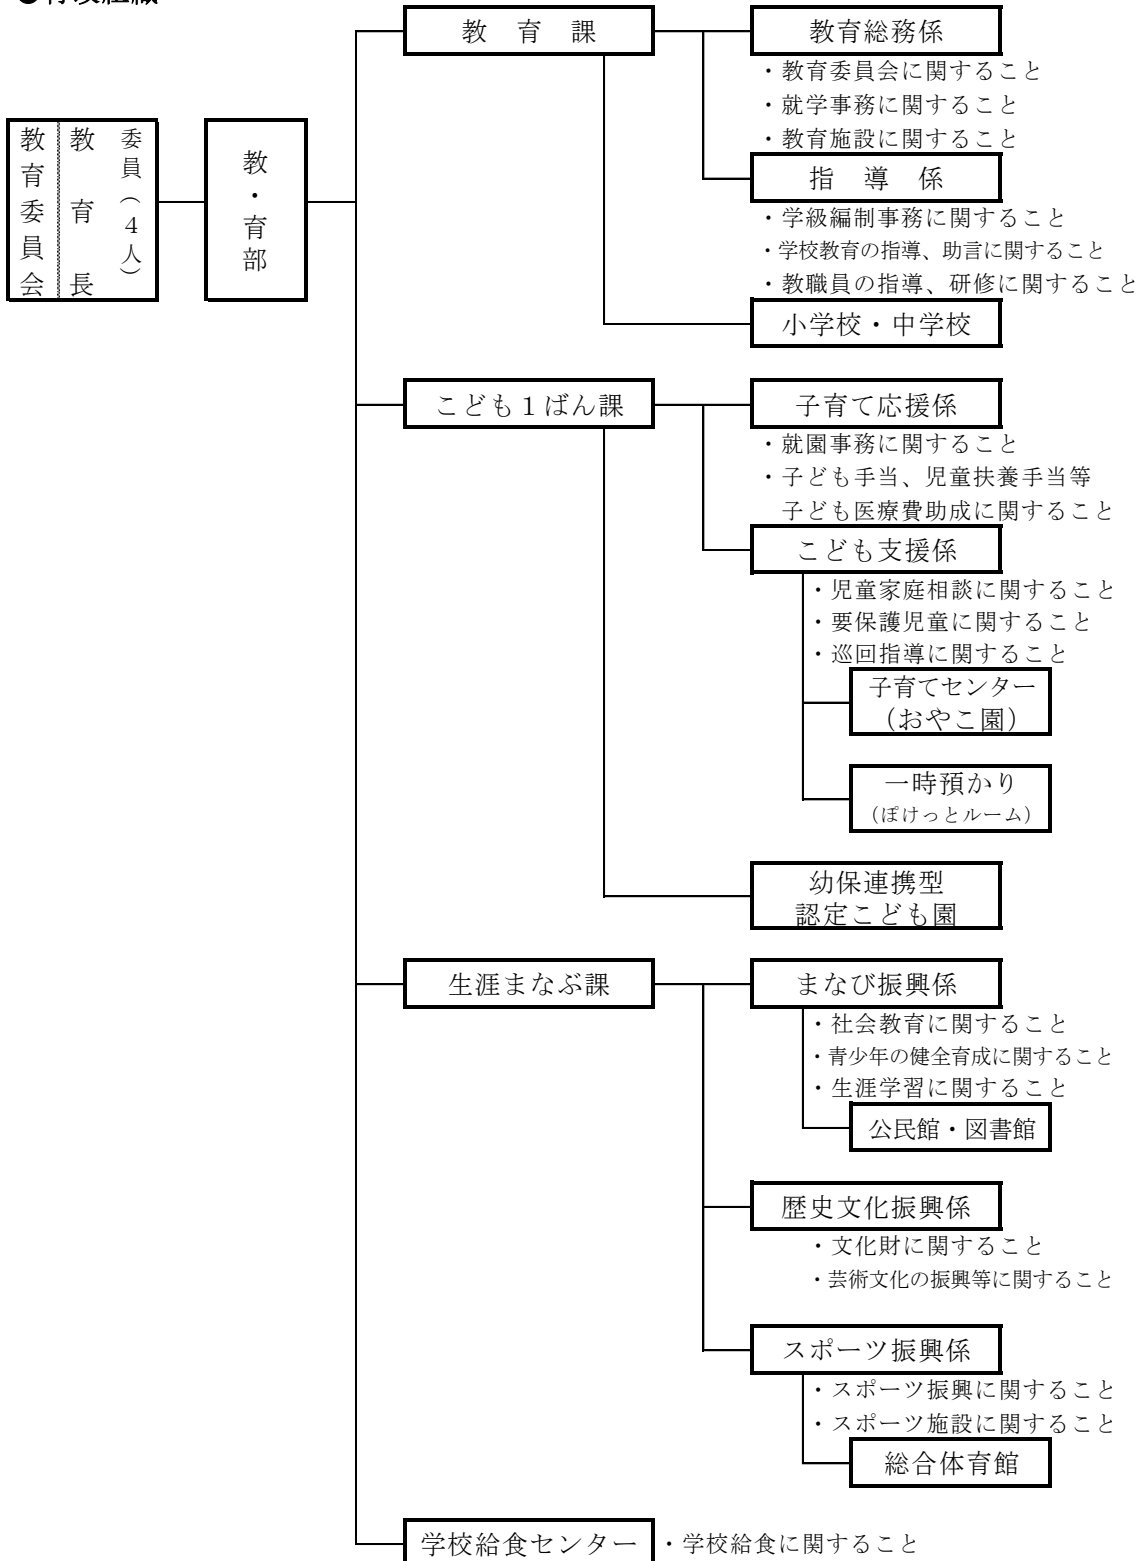 教育課
教育総務係
・教育委員会に関すること
・就学事務に関すること
・教育施設に関すること
教育委員会
教育長
委員（４人）
教・育部
指導係
・学級編制事務に関すること
・学校教育の指導、助言に関すること
・教職員の指導、研修に関すること
小学校・中学校
こども１ばん課
子育て応援係
・就園事務に関すること
・子ども手当、児童扶養手当等
子ども医療費助成に関すること
こども支援係
・児童家庭相談に関すること
・要保護児童に関すること
・巡回指導に関すること
子育てセンター
（おやこ園）
一時預かり
（ぽけっとルーム）
幼保連携型
認定こども園
生涯まなぶ課
まなび振興係
・社会教育に関すること
・青少年の健全育成に関すること
・生涯学習に関すること
公民館・図書館
歴史文化振興係
・文化財に関すること
・芸術文化の振興等に関すること
スポーツ振興係
・スポーツ振興に関すること
・スポーツ施設に関すること
総合体育館
学校給食センター
・学校給食に関すること